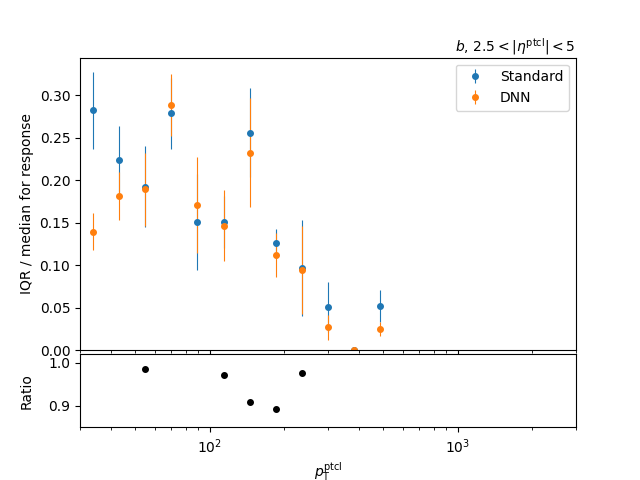 b, 2.5 < |η^ptcl| < 5
Standard
DNN
IQR / median for response
0.30
0.25
0.20
0.15
0.10
0.05
0.00
Ratio
1.0
0.9
10^2
10^3
p_T^ptcl